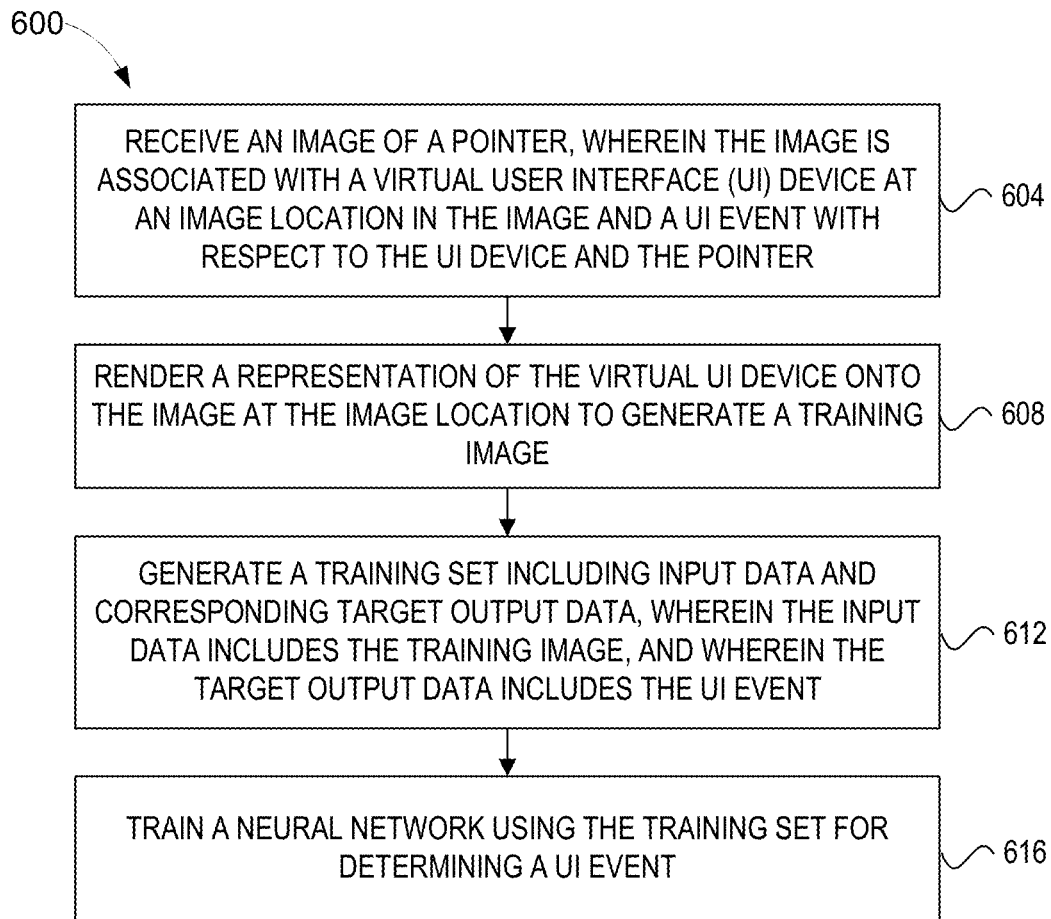 600
RECEIVE AN IMAGE OF A POINTER, WHEREIN THE IMAGE IS
ASSOCIATED WITH A VIRTUAL USER INTERFACE (UI) DEVICE AT
AN IMAGE LOCATION IN THE IMAGE AND A UI EVENT WITH
RESPECT TO THE UI DEVICE AND THE POINTER
604
RENDER A REPRESENTATION OF THE VIRTUAL UI DEVICE ONTO
THE IMAGE AT THE IMAGE LOCATION TO GENERATE A TRAINING
IMAGE
608
GENERATE A TRAINING SET INCLUDING INPUT DATA AND
CORRESPONDING TARGET OUTPUT DATA, WHEREIN THE INPUT
DATA INCLUDES THE TRAINING IMAGE, AND WHEREIN THE
TARGET OUTPUT DATA INCLUDES THE UI EVENT
612
TRAIN A NEURAL NETWORK USING THE TRAINING SET FOR
DETERMINING A UI EVENT
616